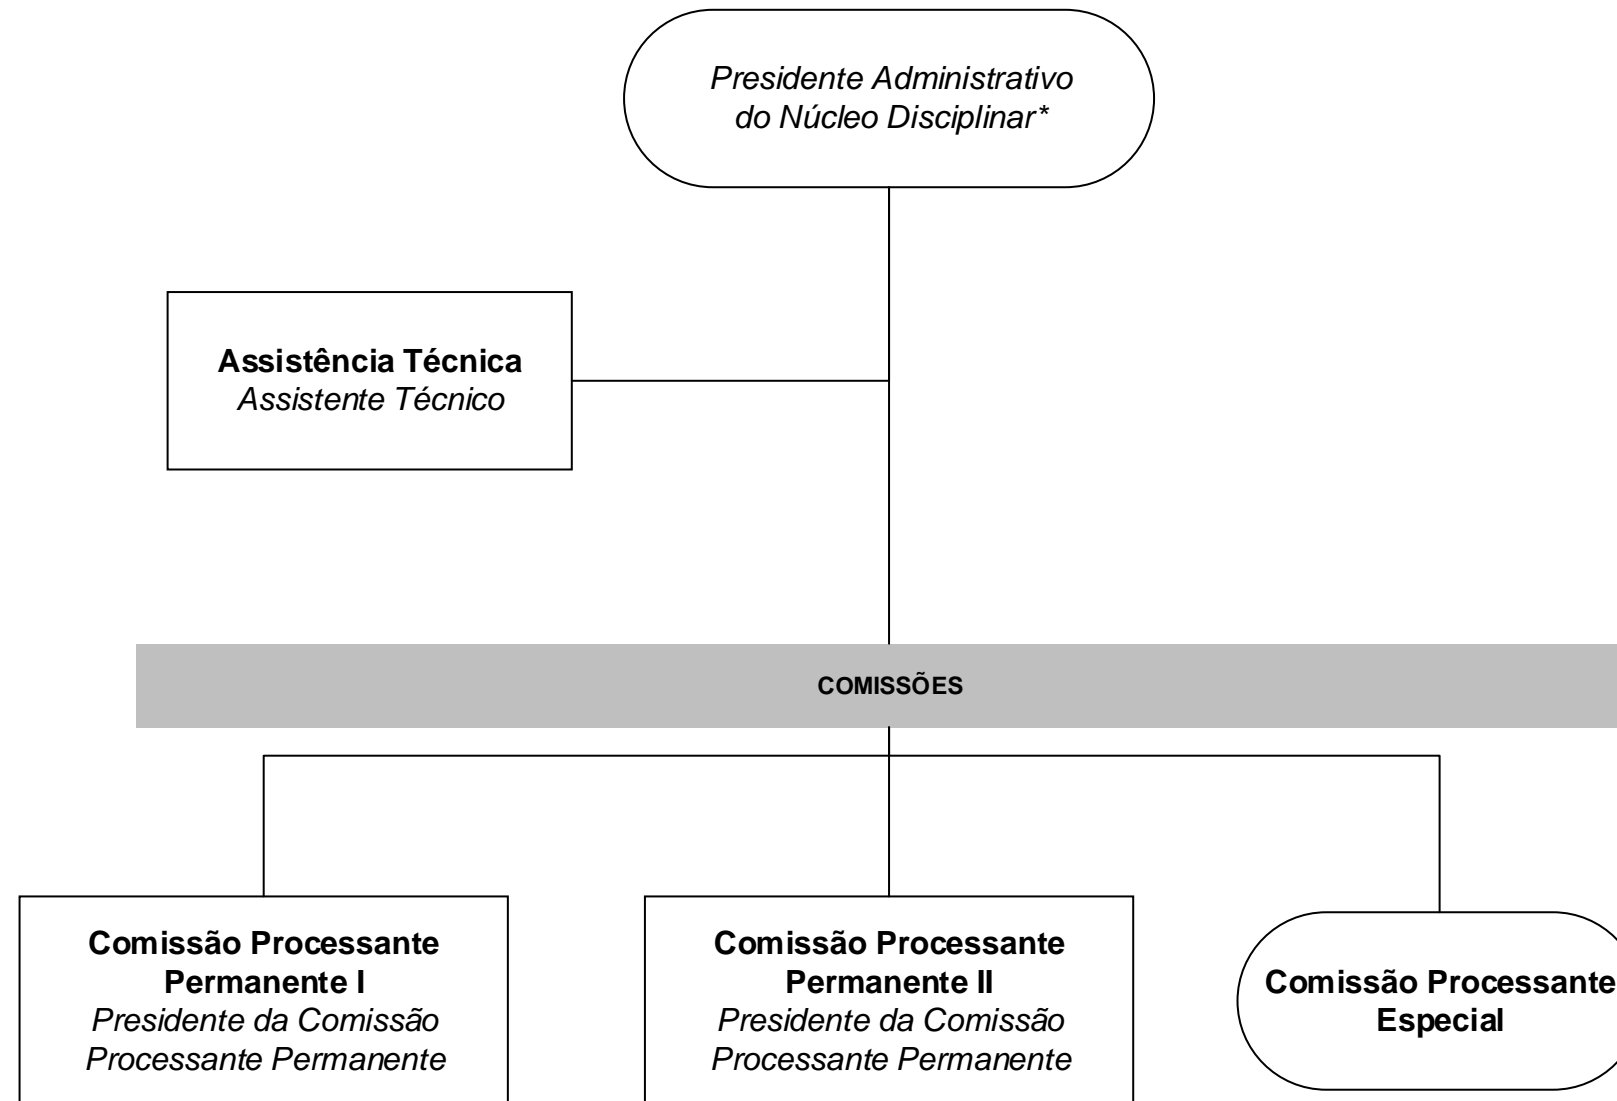 Presidente Administrativo
do Núcleo Disciplinar*
Assistência Técnica
Assistente Técnico
COMISSÕES
Comissão Processante
Permanente I
Presidente da Comissão
Processante Permanente
Comissão Processante
Permanente II
Presidente da Comissão
Processante Permanente
Comissão Processante
Especial